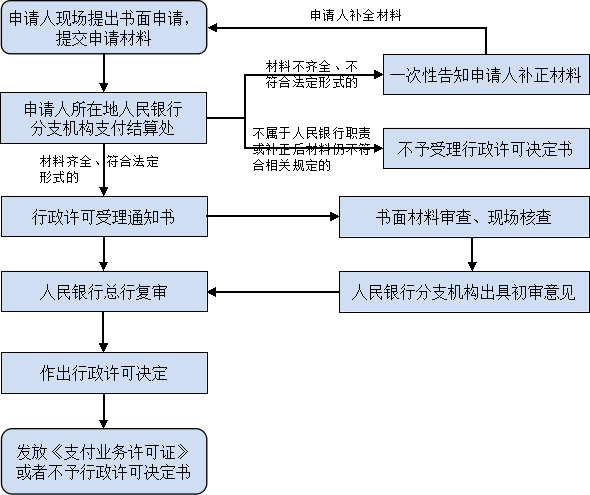 申请人现场提出书面申请，
提交申请材料
申请人补全材料
材料不齐全、不
符合法定形式的
一次性告知申请人补正材料
申请人所在地人民银行
分支机构支付结算处
不属于人民银行职责
或补正后材料仍不符
合相关规定的
不予受理行政许可决定书
材料齐全、符合法定
形式的
行政许可受理通知书
书面材料审查、现场核查
人民银行总行复审
人民银行分支机构出具初审意见
作出行政许可决定
发放《支付业务许可证》
或者不予行政许可决定书